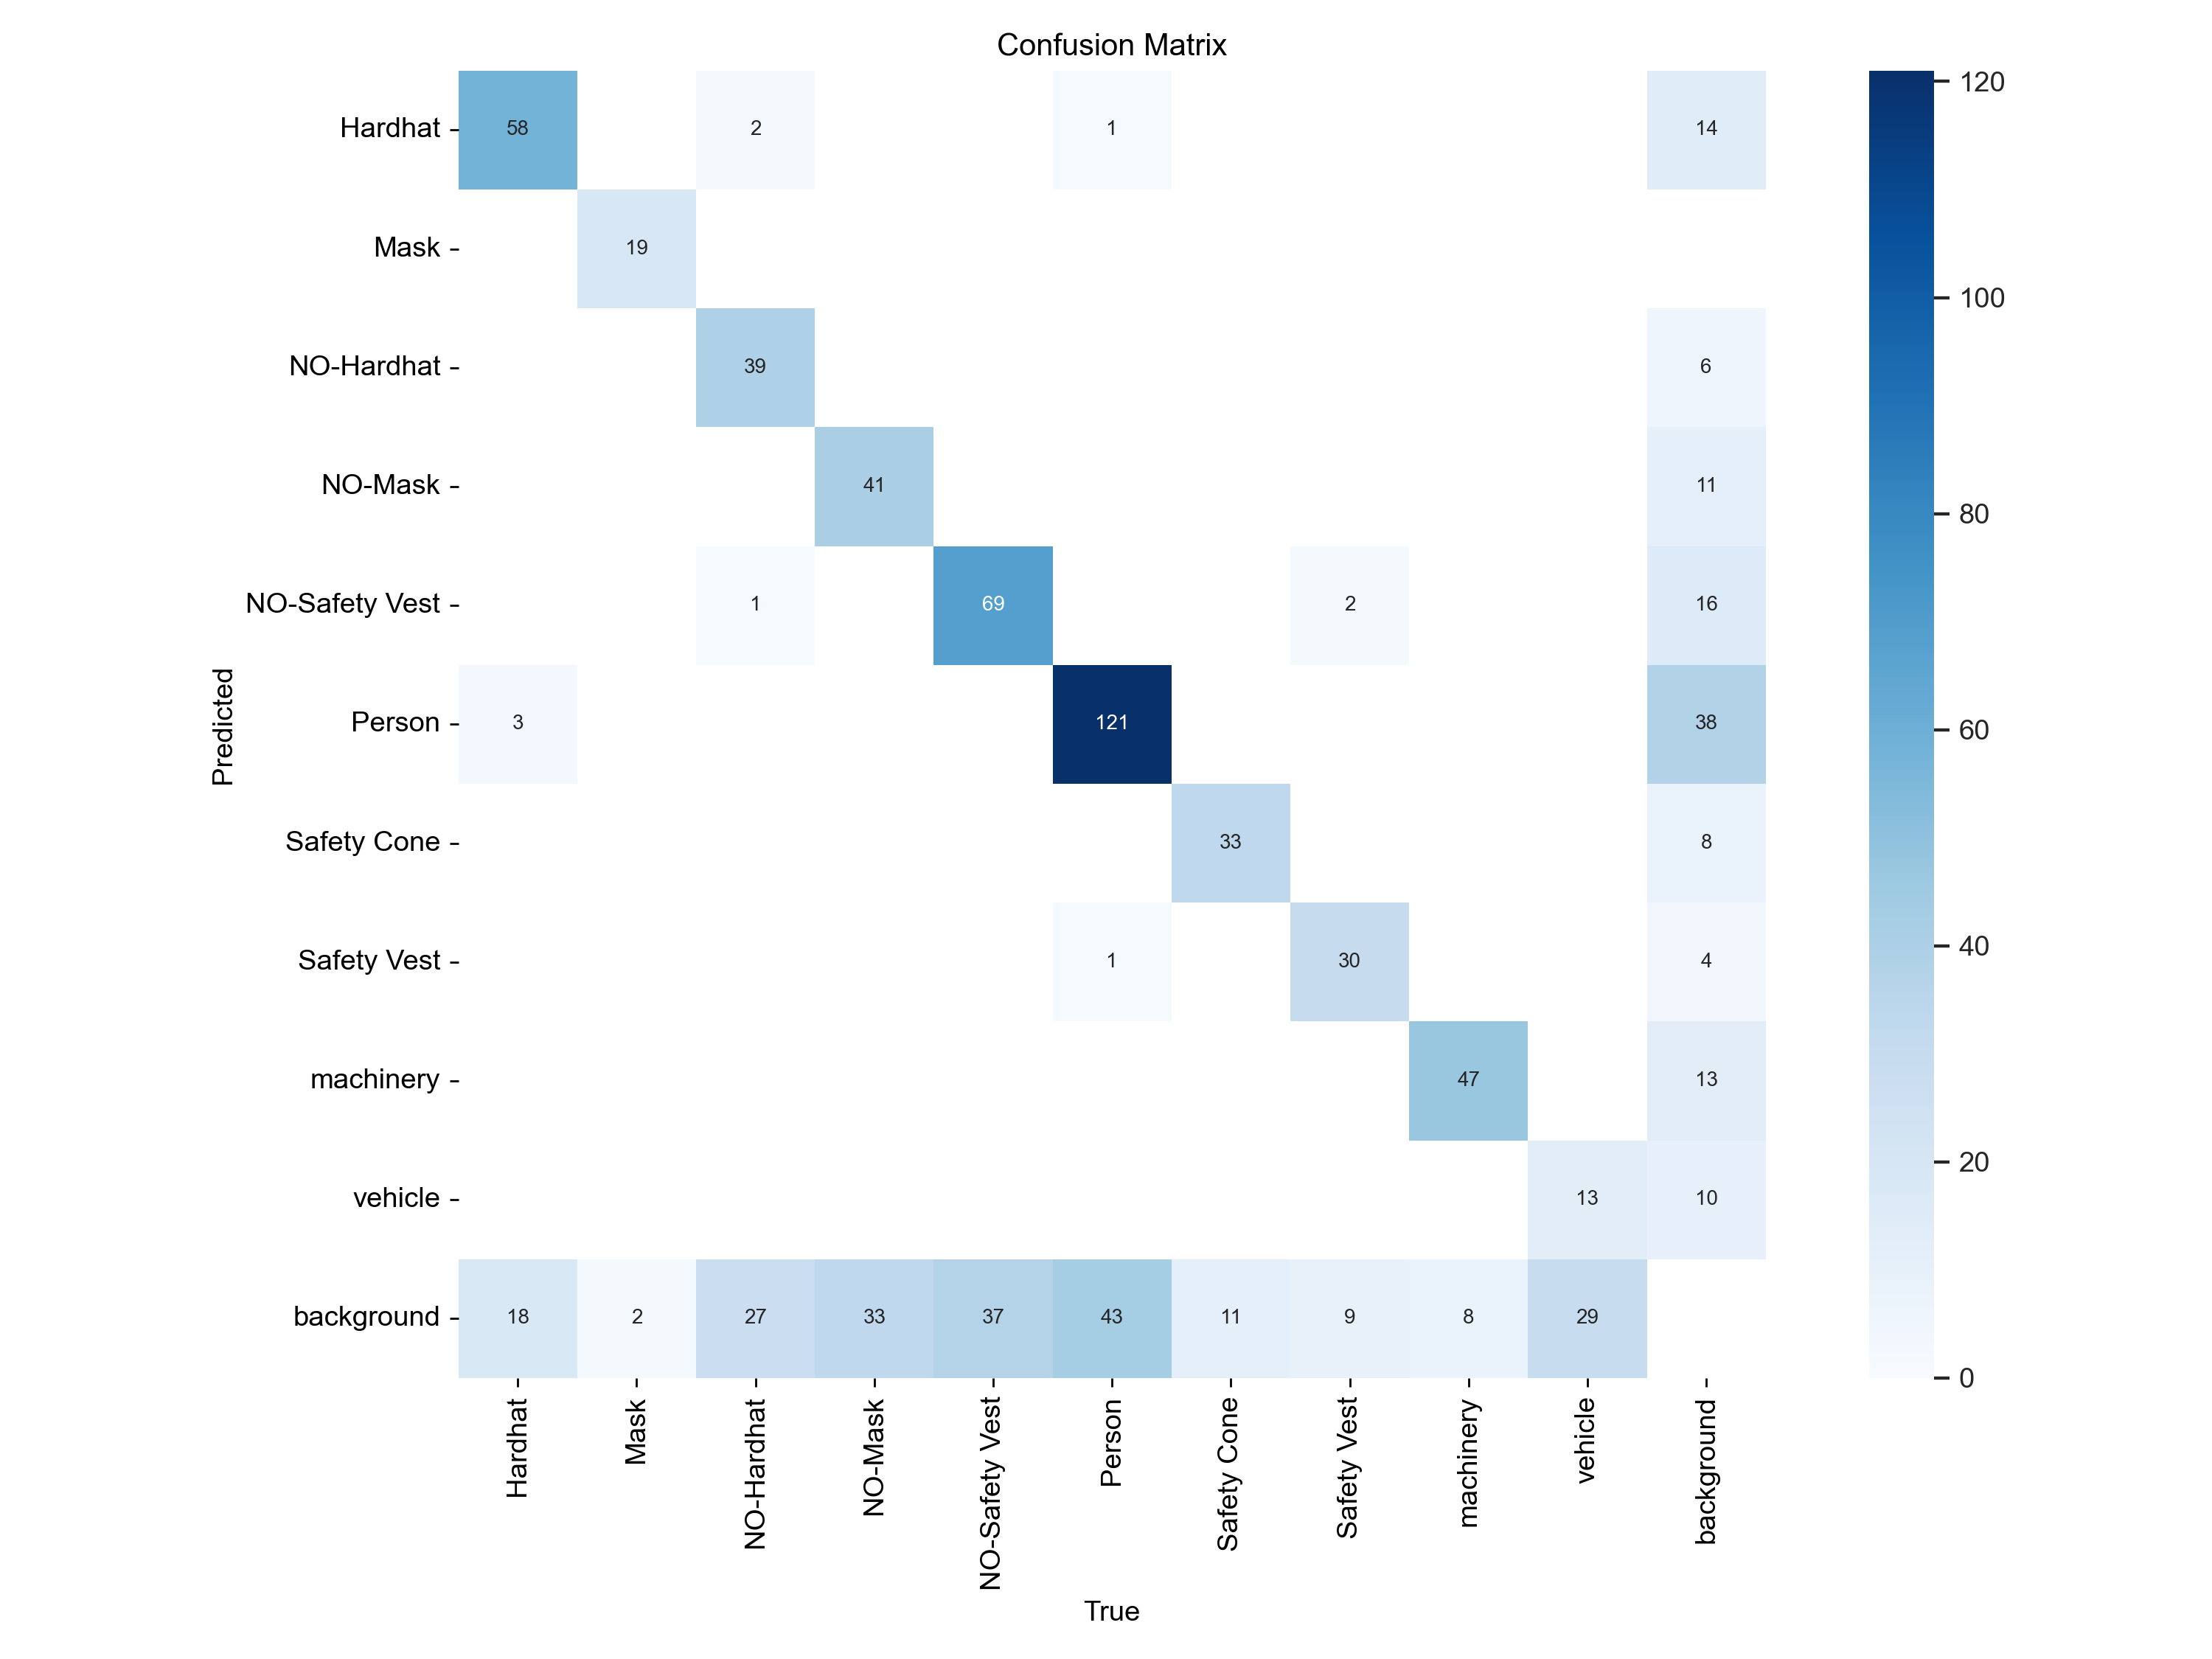 Confusion Matrix
Hardhat 58 2 1 14
Mask 19
NO-Hardhat 39 6
NO-Mask 41 11
NO-Safety Vest 1 69 2 16
Person 3 121 38
Safety Cone 33 8
Safety Vest 1 30 4
machinery 47 13
vehicle 13 10
background 18 2 27 33 37 43 11 9 8 29
Predicted
Hardhat
Mask
NO-Hardhat
NO-Mask
NO-Safety Vest
Person
Safety Cone
Safety Vest
machinery
vehicle
background
True
120
100
80
60
40
20
0